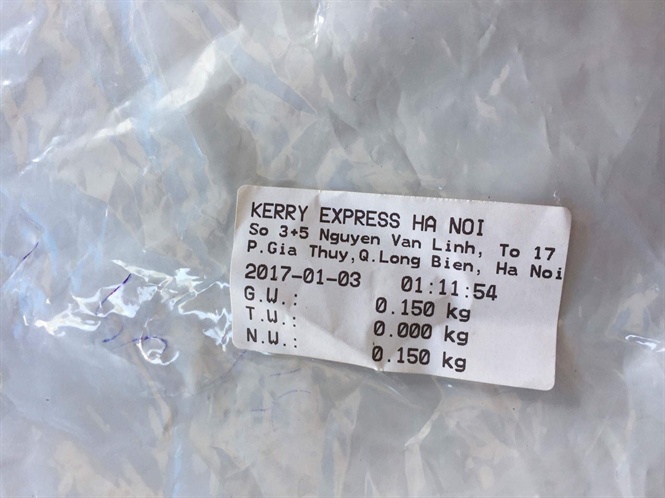 KERRY EXPRESS HA NOI
So 3+5 Nguyen Van Linh, To 17
P.Gia Thuy,Q.Long Bien, Ha Noi
2017-01-03 01:11:54
G.W.: 0.150 kg
T.W.: 0.000 kg
N.W.: 0.150 kg